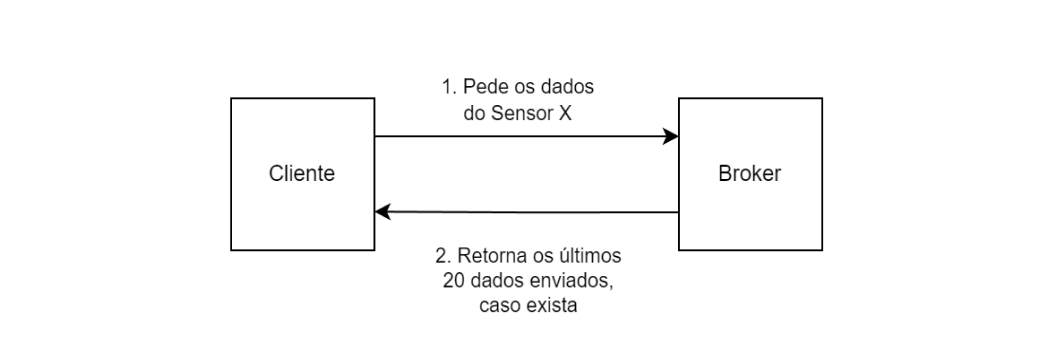 1. Pede os dados
do Sensor X
Cliente
Broker
2. Retorna os últimos
20 dados enviados,
caso exista